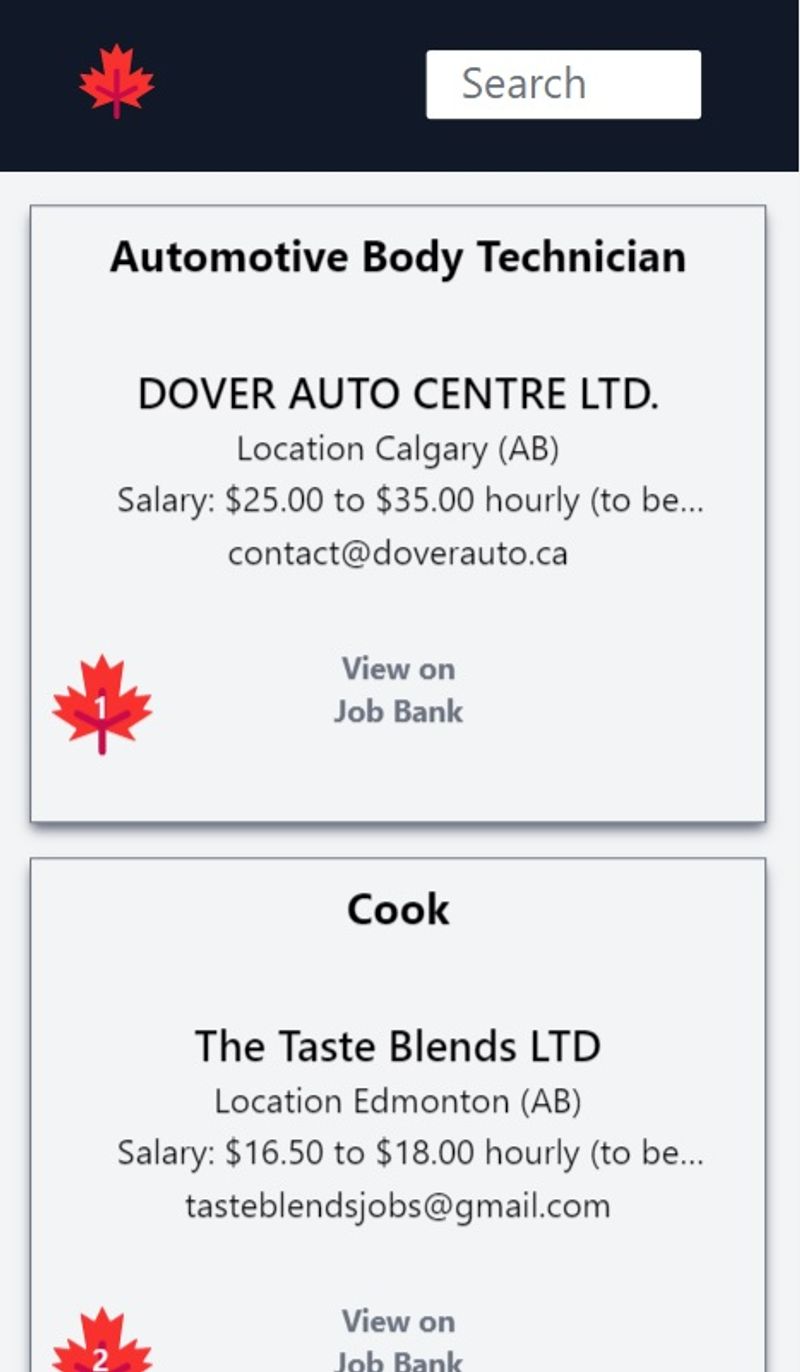 Search
Automotive Body Technician
DOVER AUTO CENTRE LTD.
Location Calgary (AB)
Salary: $25.00 to $35.00 hourly (to be...
contact@doverauto.ca
View on
Job Bank
1
Cook
The Taste Blends LTD
Location Edmonton (AB)
Salary: $16.50 to $18.00 hourly (to be...
tasteblendsjobs@gmail.com
View on
Job Bank
2